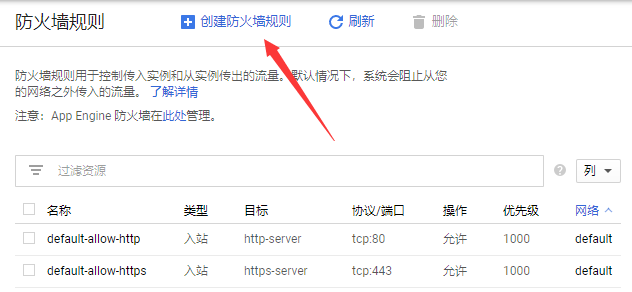 防火墙规则 创建防火墙规则 刷新 删除
防火墙规则用于控制传入实例和从实例传出的流量。默认情况下，系统会阻止从您
的网络之外传入的流量。 了解详情
注意：App Engine 防火墙在此处管理。
过滤资源 列
名称 类型 目标 协议/端口 操作 优先级 网络
default-allow-http 入站 http-server tcp:80 允许 1000 default
default-allow-https 入站 https-server tcp:443 允许 1000 default